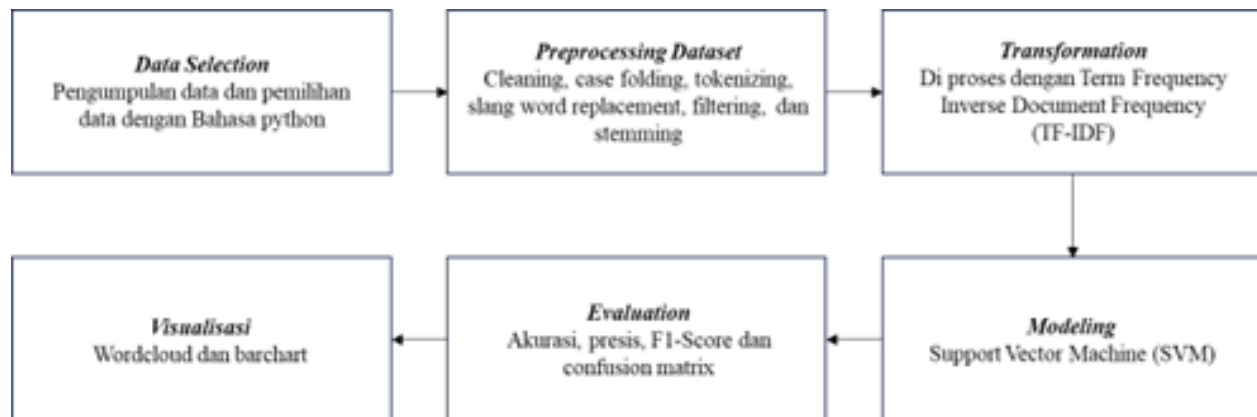 Data Selection
Pengumpulan data dan pemilihan
data dengan Bahasa python
Preprocessing Dataset
Cleaning, case folding, tokenizing,
slang word replacement, filtering, dan
stemming
Transformation
Di proses dengan Term Frequency
Inverse Document Frequency
(TF-IDF)
Modeling
Support Vector Machine (SVM)
Evaluation
Akurasi, presis, F1-Score dan
confusion matrix
Visualisasi
Wordcloud dan barchart